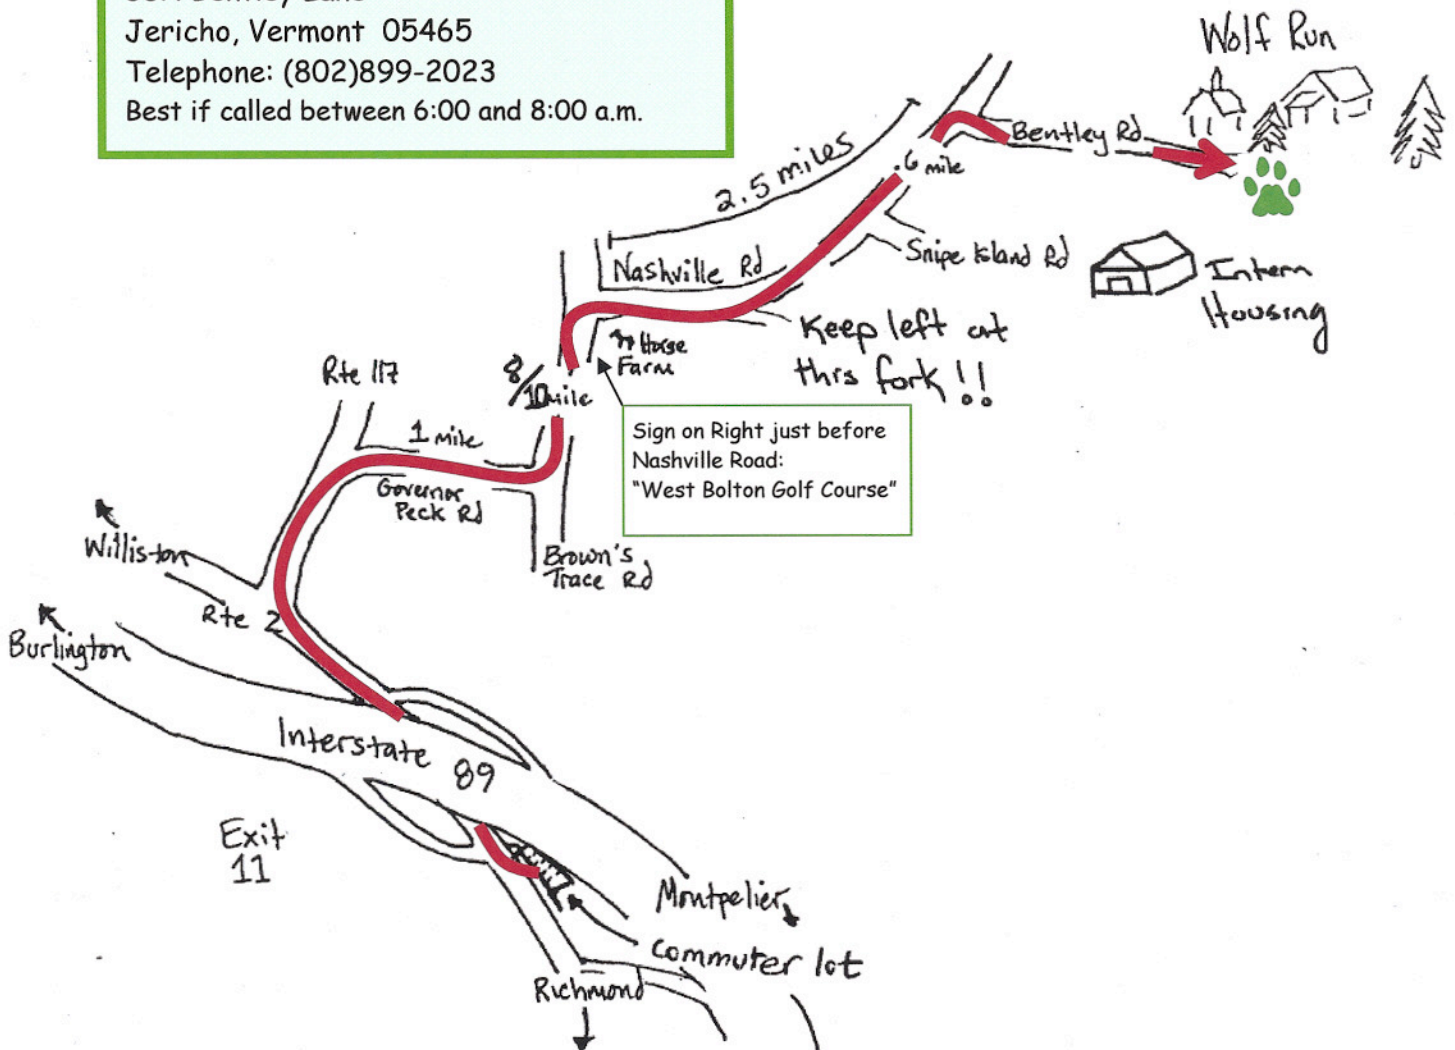 Jericho, Vermont 05465
Telephone: (802)899-2023
Best if called between 6:00 and 8:00 a.m.
Wolf Run
Bentley Rd
2.5 miles
.6 mile
Snipe Island Rd
Nashville Rd
Intern
Housing
Keep left at
this fork!!
Horse
Farm
8/10 mile
Rte 117
1 mile
Governor
Peck Rd
Sign on Right just before
Nashville Road:
"West Bolton Golf Course"
Brown's
Trace Rd
Williston
Rte 2
Burlington
Interstate 89
Exit
11
Montpelier
Commuter lot
Richmond